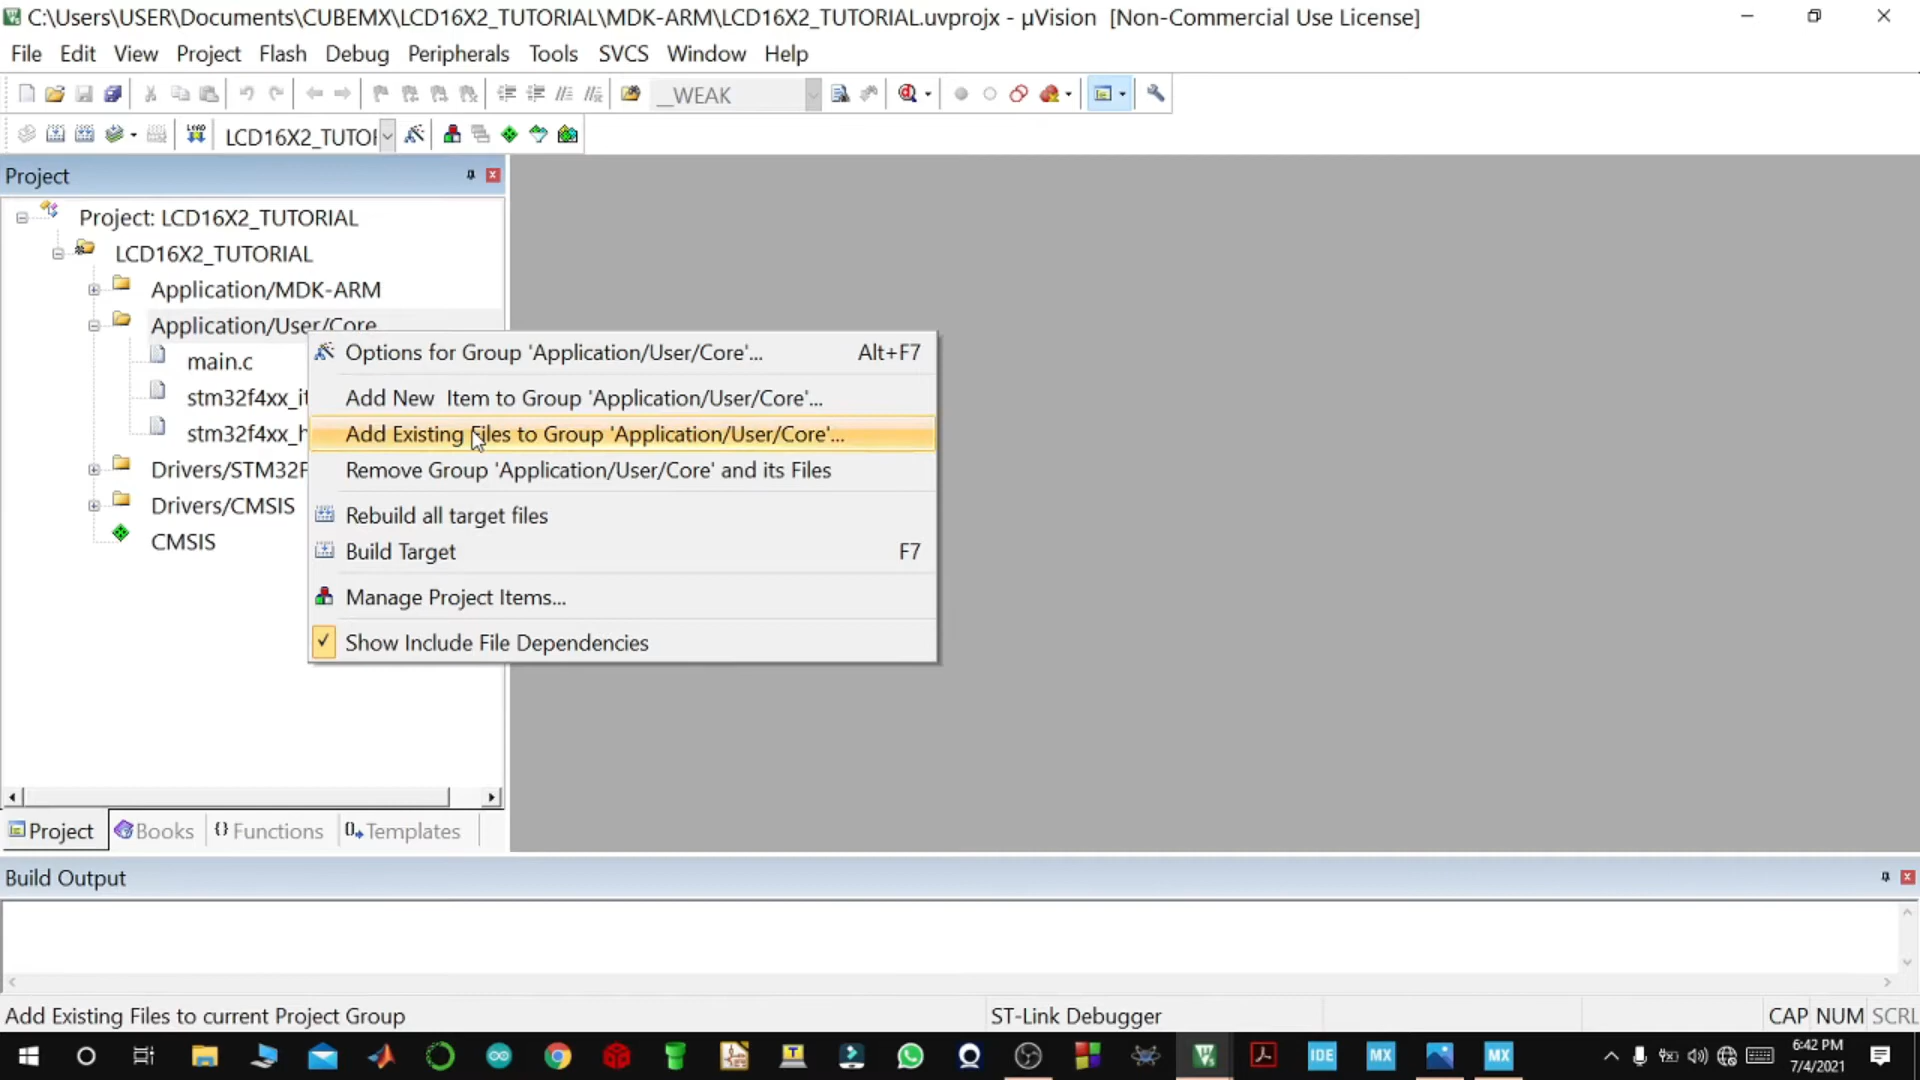 C:\Users\USER\Documents\CUBEMX\LCD16X2_TUTORIAL\MDK-ARM\LCD16X2_TUTORIAL.uvprojx - µVision [Non-Commercial Use License]
File Edit View Project Flash Debug Peripherals Tools SVCS Window Help
__WEAK
LOAD LCD16X2_TUTOR
Project
Project: LCD16X2_TUTORIAL
LCD16X2_TUTORIAL
Application/MDK-ARM
Application/User/Core
main.c
stm32f4xx_it
stm32f4xx_h
Drivers/STM32F
Drivers/CMSIS
CMSIS
Options for Group 'Application/User/Core'... Alt+F7
Add New Item to Group 'Application/User/Core'...
Add Existing Files to Group 'Application/User/Core'...
Remove Group 'Application/User/Core' and its Files
Rebuild all target files
Build Target F7
Manage Project Items...
Show Include File Dependencies
Project Books Functions Templates
Build Output
Add Existing Files to current Project Group ST-Link Debugger CAP NUM SCRL
IDE MX MX
6:42 PM
7/4/2021